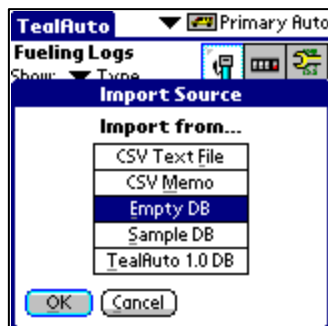 TealAuto ▼ Primary Auto
Fueling Logs
Show: ▼ Type
Import Source
Import from...
CSV Text File
CSV Memo
Empty DB
Sample DB
TealAuto 1.0 DB
OK Cancel